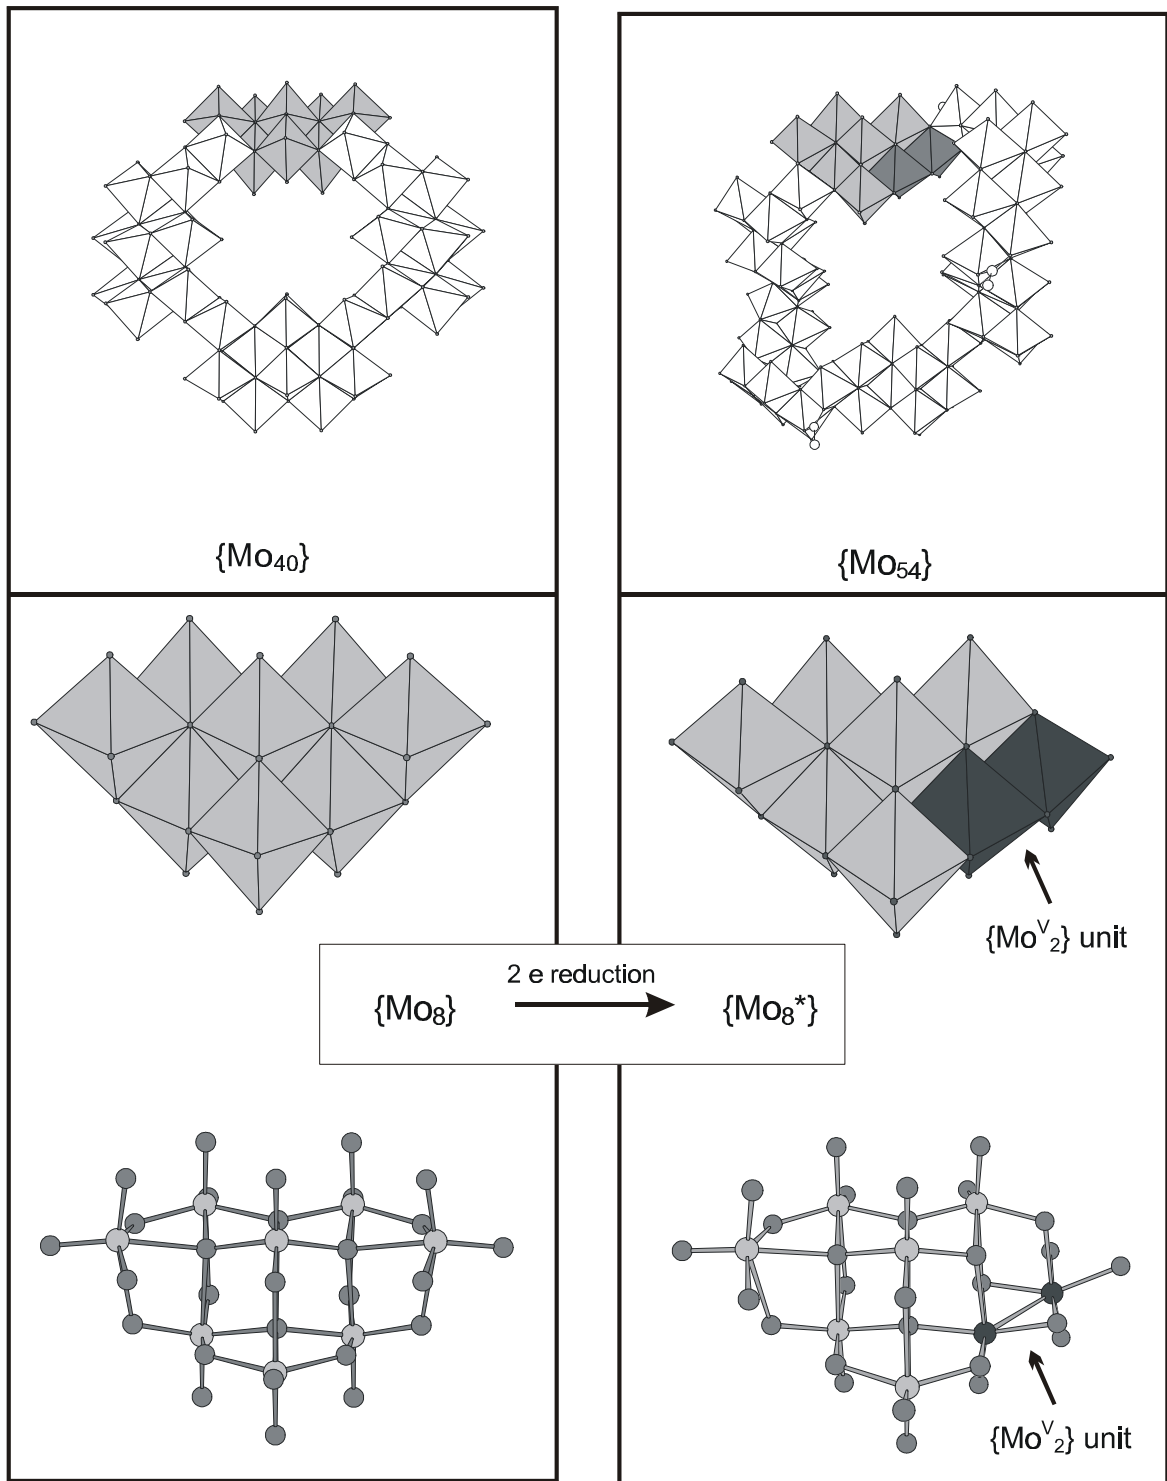 {Mo₄₀}
{Mo₅₄}
{Moⱽ₂} unit
2 e reduction
{Mo₈}
{Mo₈*}
{Moⱽ₂} unit